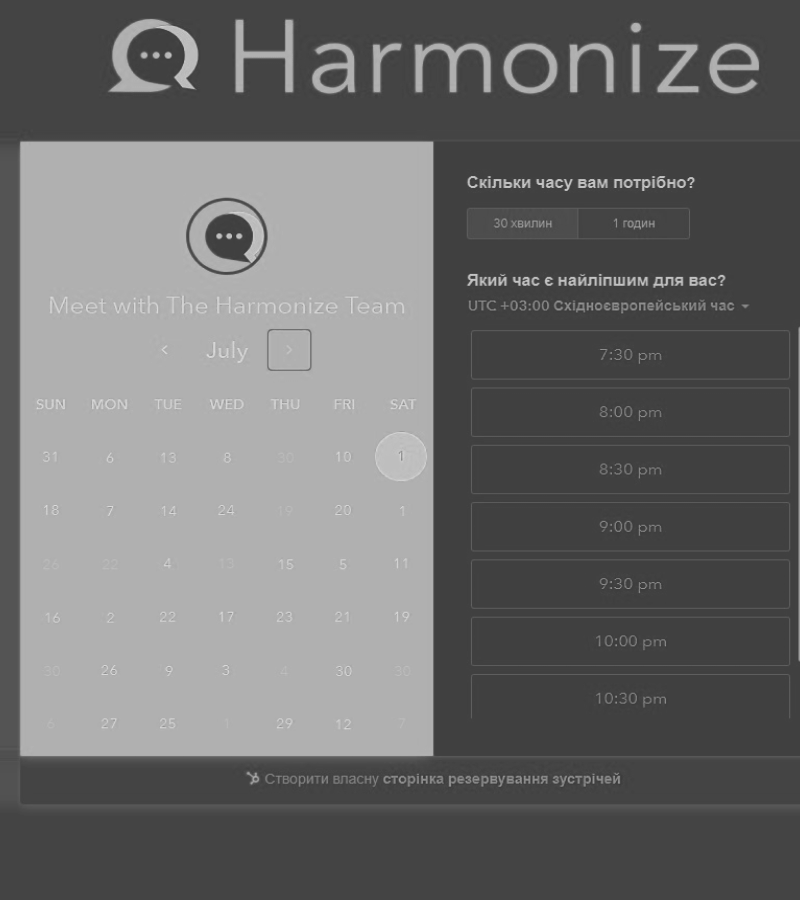 Harmonize
Meet with The Harmonize Team
July
SUN MON TUE WED THU FRI SAT
31 6 13 8 30 10 1
18 7 14 24 19 20 1
26 22 4 13 15 5 11
16 2 22 17 23 21 19
30 26 9 3 4 30 30
6 27 25 1 29 12 7
Скільки часу вам потрібно?
30 хвилин 1 годин
Який час є найліпшим для вас?
UTC +03:00 Східноєвропейський час
7:30 pm
8:00 pm
8:30 pm
9:00 pm
9:30 pm
10:00 pm
10:30 pm
Створити власну сторінка резервування зустрічей